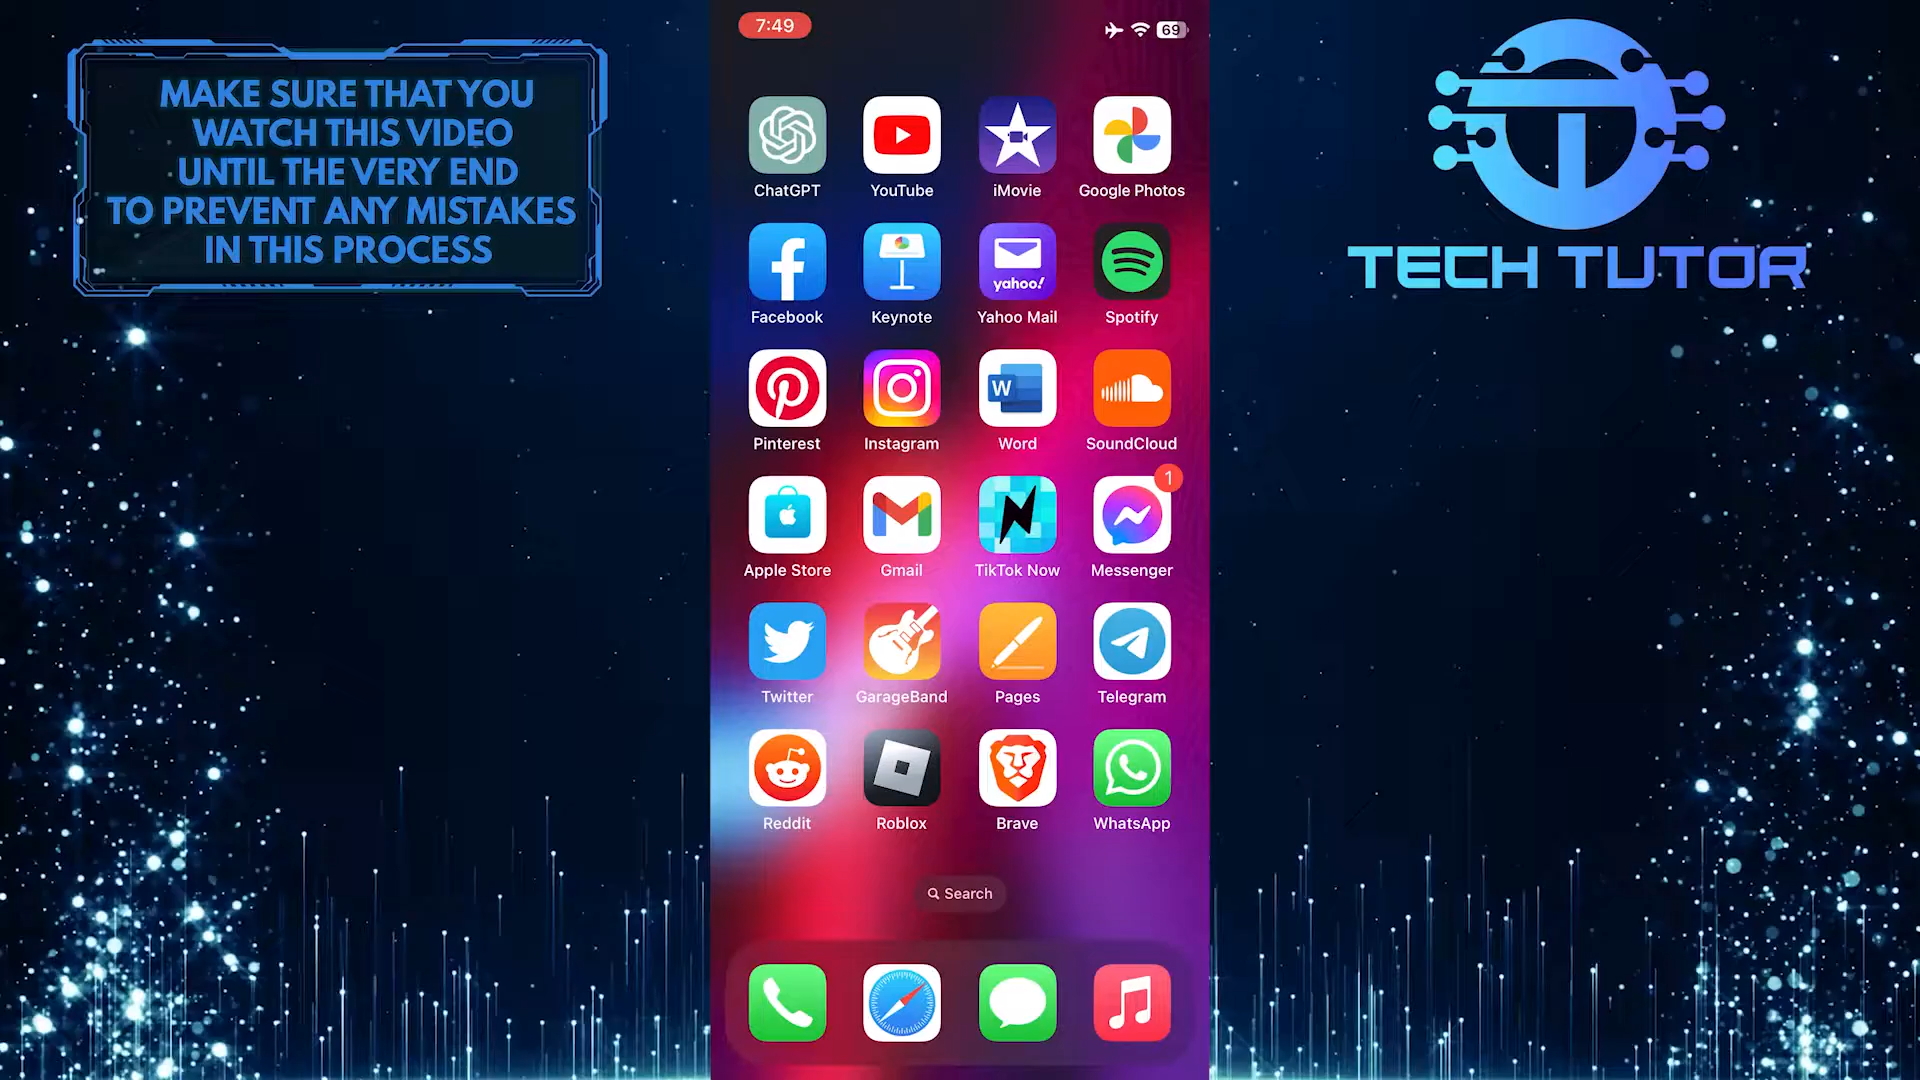 MAKE SURE THAT YOU
WATCH THIS VIDEO
UNTIL THE VERY END
TO PREVENT ANY MISTAKES
IN THIS PROCESS
7:49
69
ChatGPT
YouTube
iMovie
Google Photos
yahoo!
Facebook
Keynote
Yahoo Mail
Spotify
W
Pinterest
Instagram
Word
SoundCloud
1
Apple Store
Gmail
TikTok Now
Messenger
Twitter
GarageBand
Pages
Telegram
Reddit
Roblox
Brave
WhatsApp
Search
TECH TUTOR